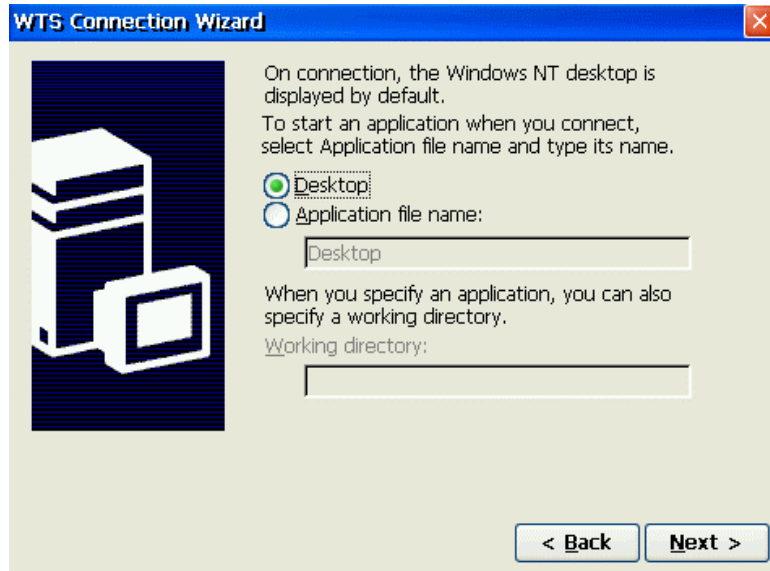 WTS Connection Wizard
On connection, the Windows NT desktop is
displayed by default.
To start an application when you connect,
select Application file name and type its name.
Desktop
Application file name:
Desktop
When you specify an application, you can also
specify a working directory.
Working directory:
< Back
Next >